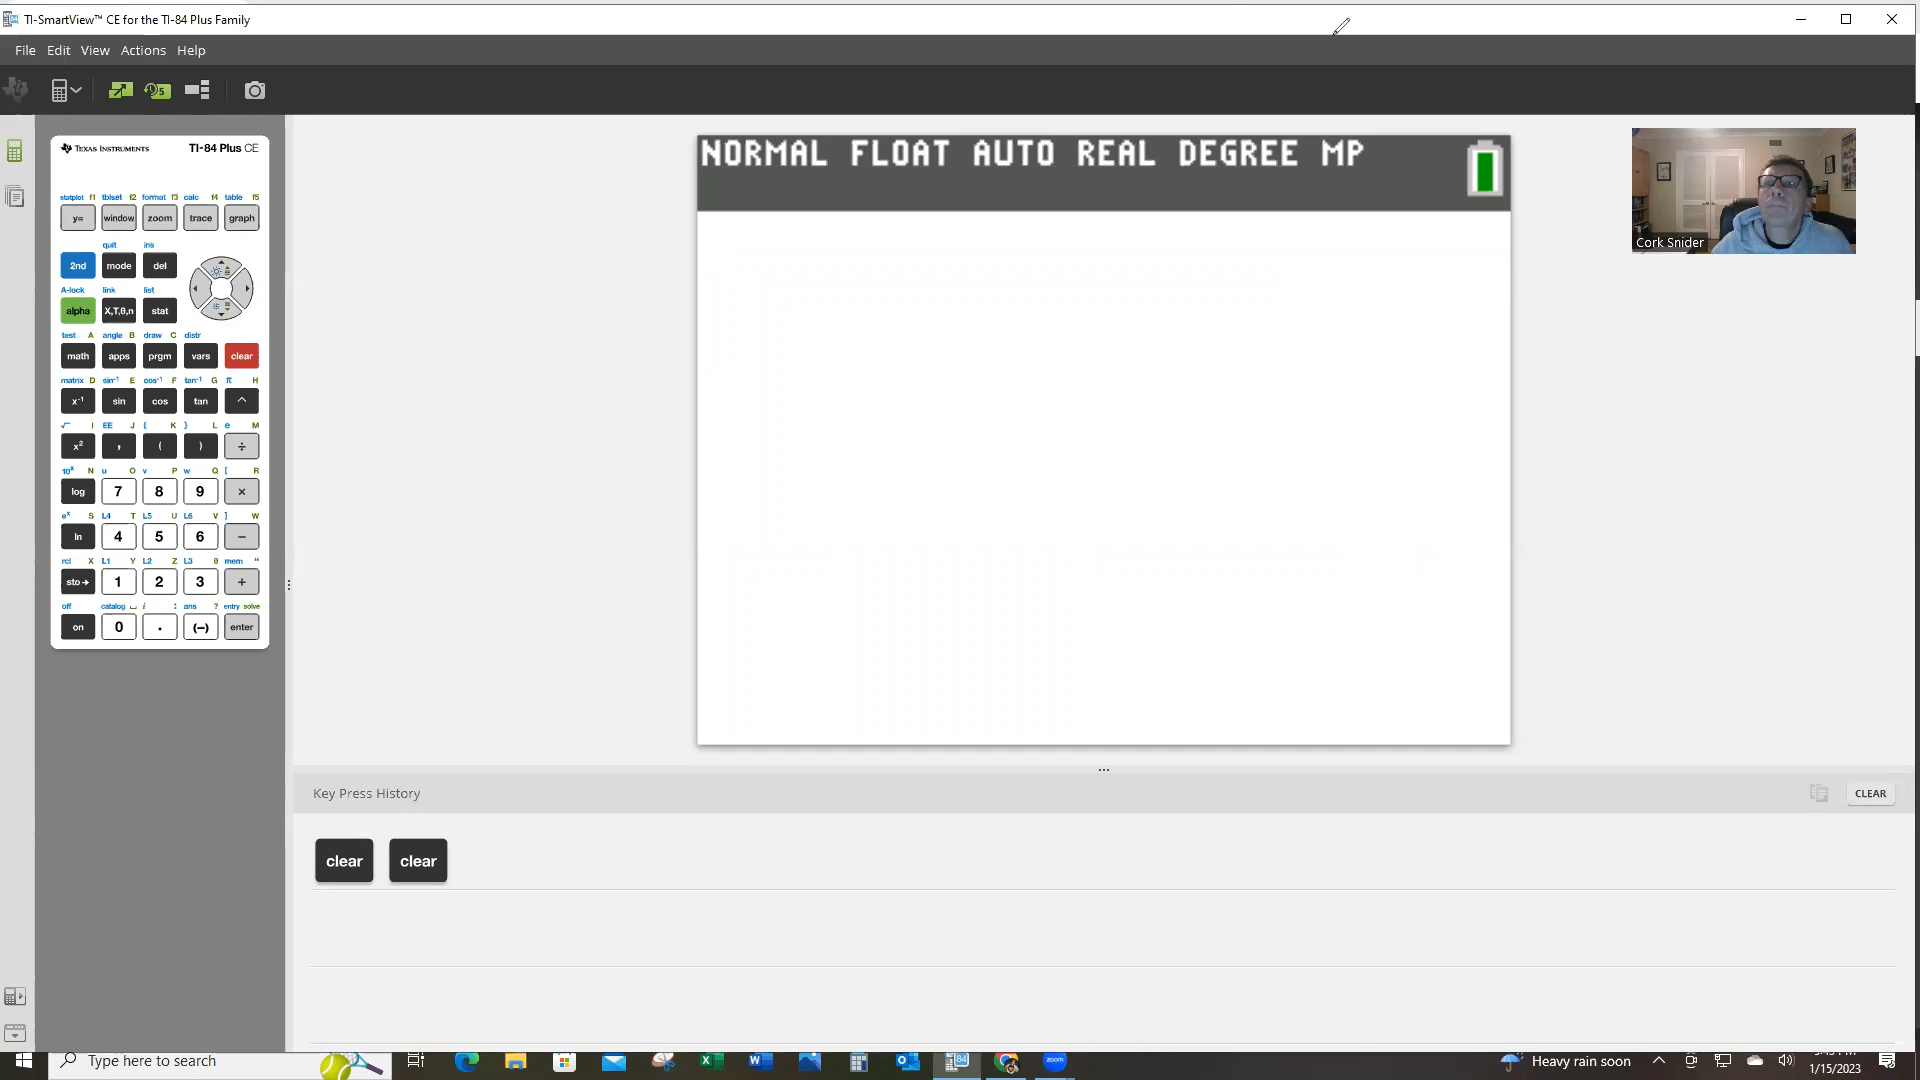 TI-SmartView™ CE for the TI-84 Plus Family
File Edit View Actions Help
NORMAL FLOAT AUTO REAL DEGREE MP
Cork Snider
TEXAS INSTRUMENTS TI-84 Plus CE
statplot f1 tblset f2 format f3 calc f4 table f5
y= window zoom trace graph
quit ins
2nd mode del
A-lock link list
alpha X,T,θ,n stat
test A angle B draw C distr
math apps prgm vars clear
matrix D sin⁻¹ E cos⁻¹ F tan⁻¹ G π H
x⁻¹ sin cos tan ^
√ I EE J { K } L e M
x² , ( ) ÷
10ˣ N u O v P w Q [ R
log 7 8 9 ×
eˣ S L4 T L5 U L6 V ] W
ln 4 5 6 −
rcl X L1 Y L2 Z L3 θ mem "
sto→ 1 2 3 +
off catalog ⎵ i : ans ? entry solve
on 0 . (−) enter
Key Press History CLEAR
clear clear
Type here to search
84
zoom
Heavy rain soon
1/15/2023